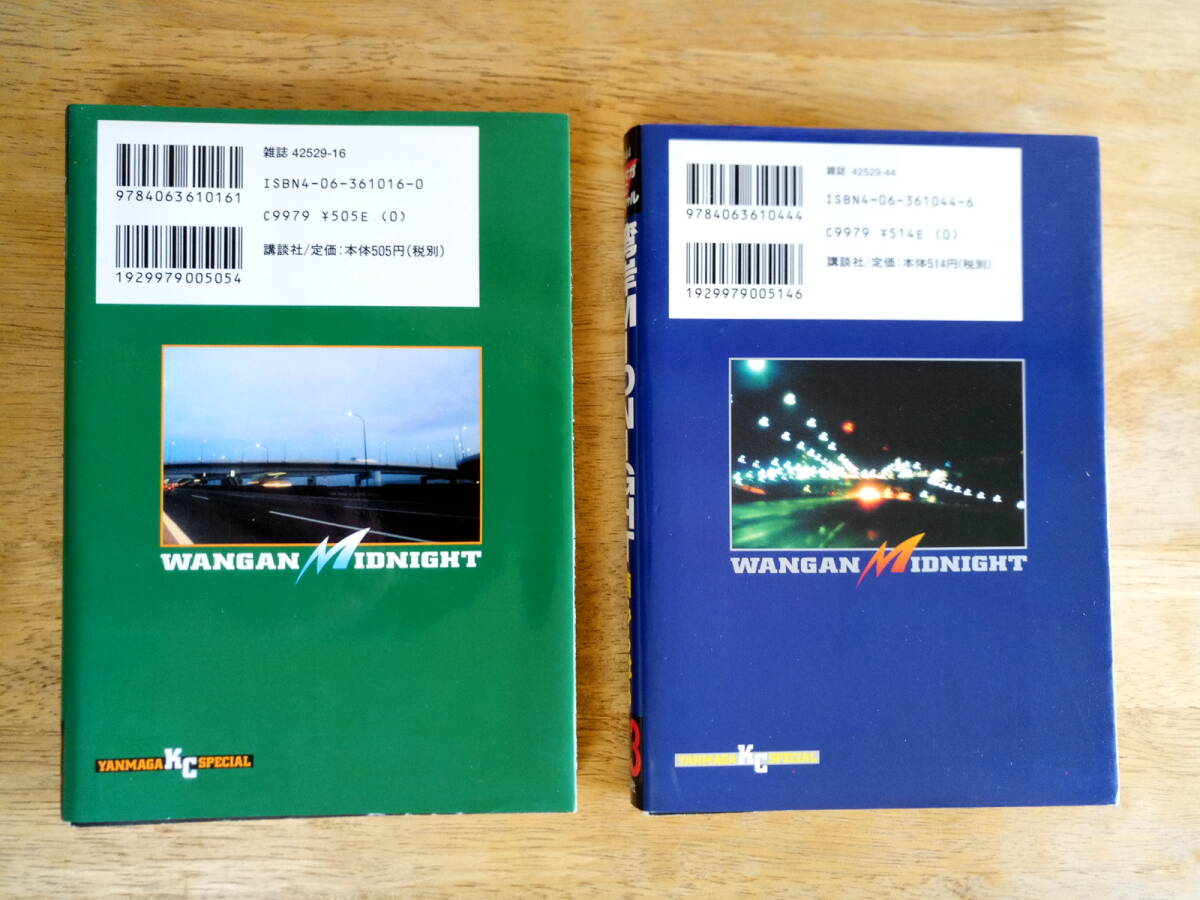 雑誌 42529-16
ISBN4-06-361016-0
9784063610161
C9979 ¥505E (0)
講談社/定価:本体505円(税別)
1929979005054
WANGAN MIDNIGHT
YANMAGA KC SPECIAL
雑誌 42529-44
ISBN4-06-361044-6
9784063610444
C9979 ¥514E (0)
講談社/定価:本体514円(税別)
1929979005146
WANGAN MIDNIGHT
YANMAGA KC SPECIAL